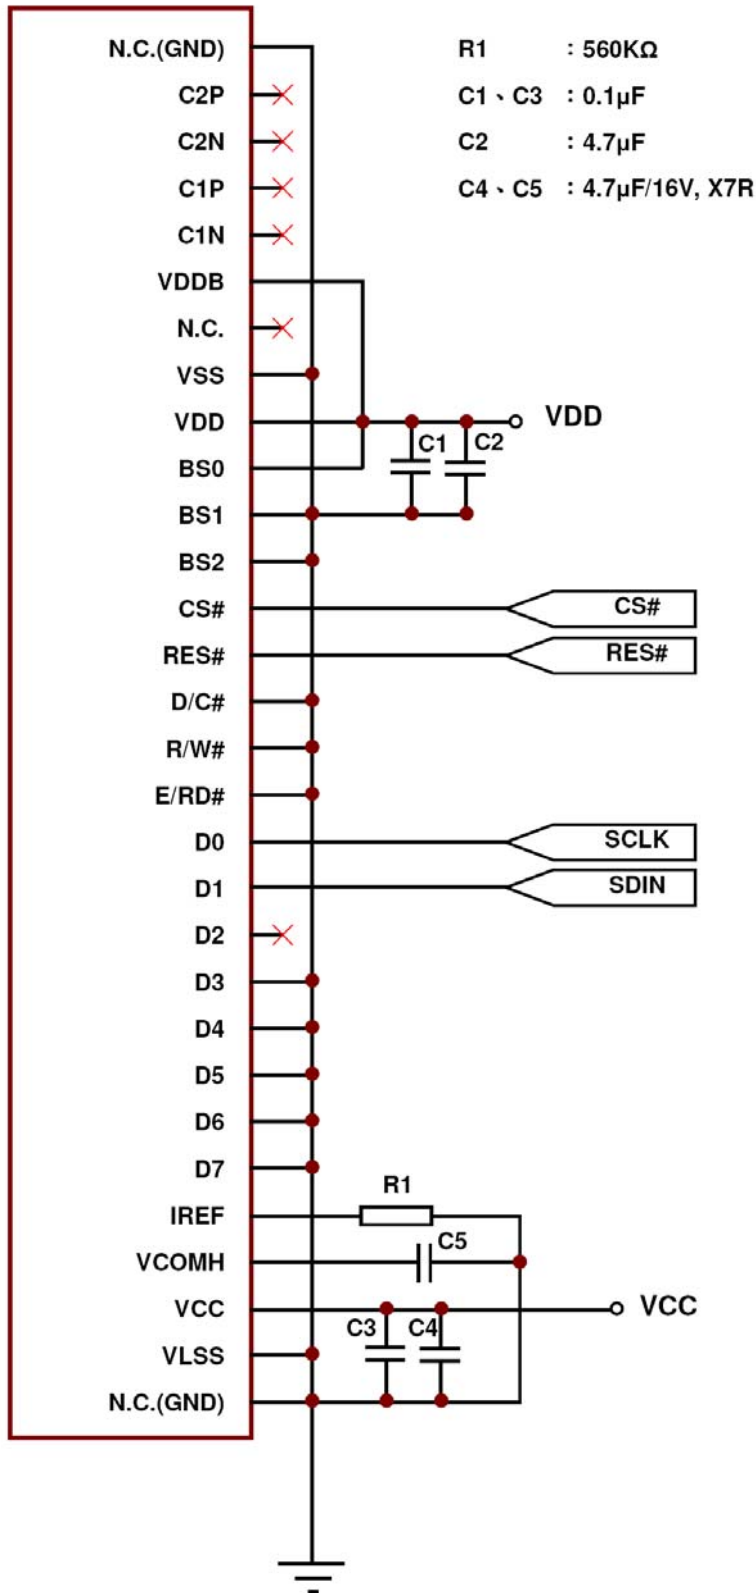 N.C.(GND)
C2P
C2N
C1P
C1N
VDDB
N.C.
VSS
VDD
BS0
BS1
BS2
CS#
RES#
D/C#
R/W#
E/RD#
D0
D1
D2
D3
D4
D5
D6
D7
IREF
VCOMH
VCC
VLSS
N.C.(GND)
R1 : 560KΩ
C1、C3 : 0.1µF
C2 : 4.7µF
C4、C5 : 4.7µF/16V, X7R
VDD
C1 C2
CS#
RES#
SCLK
SDIN
R1
C5
VCC
C3 C4